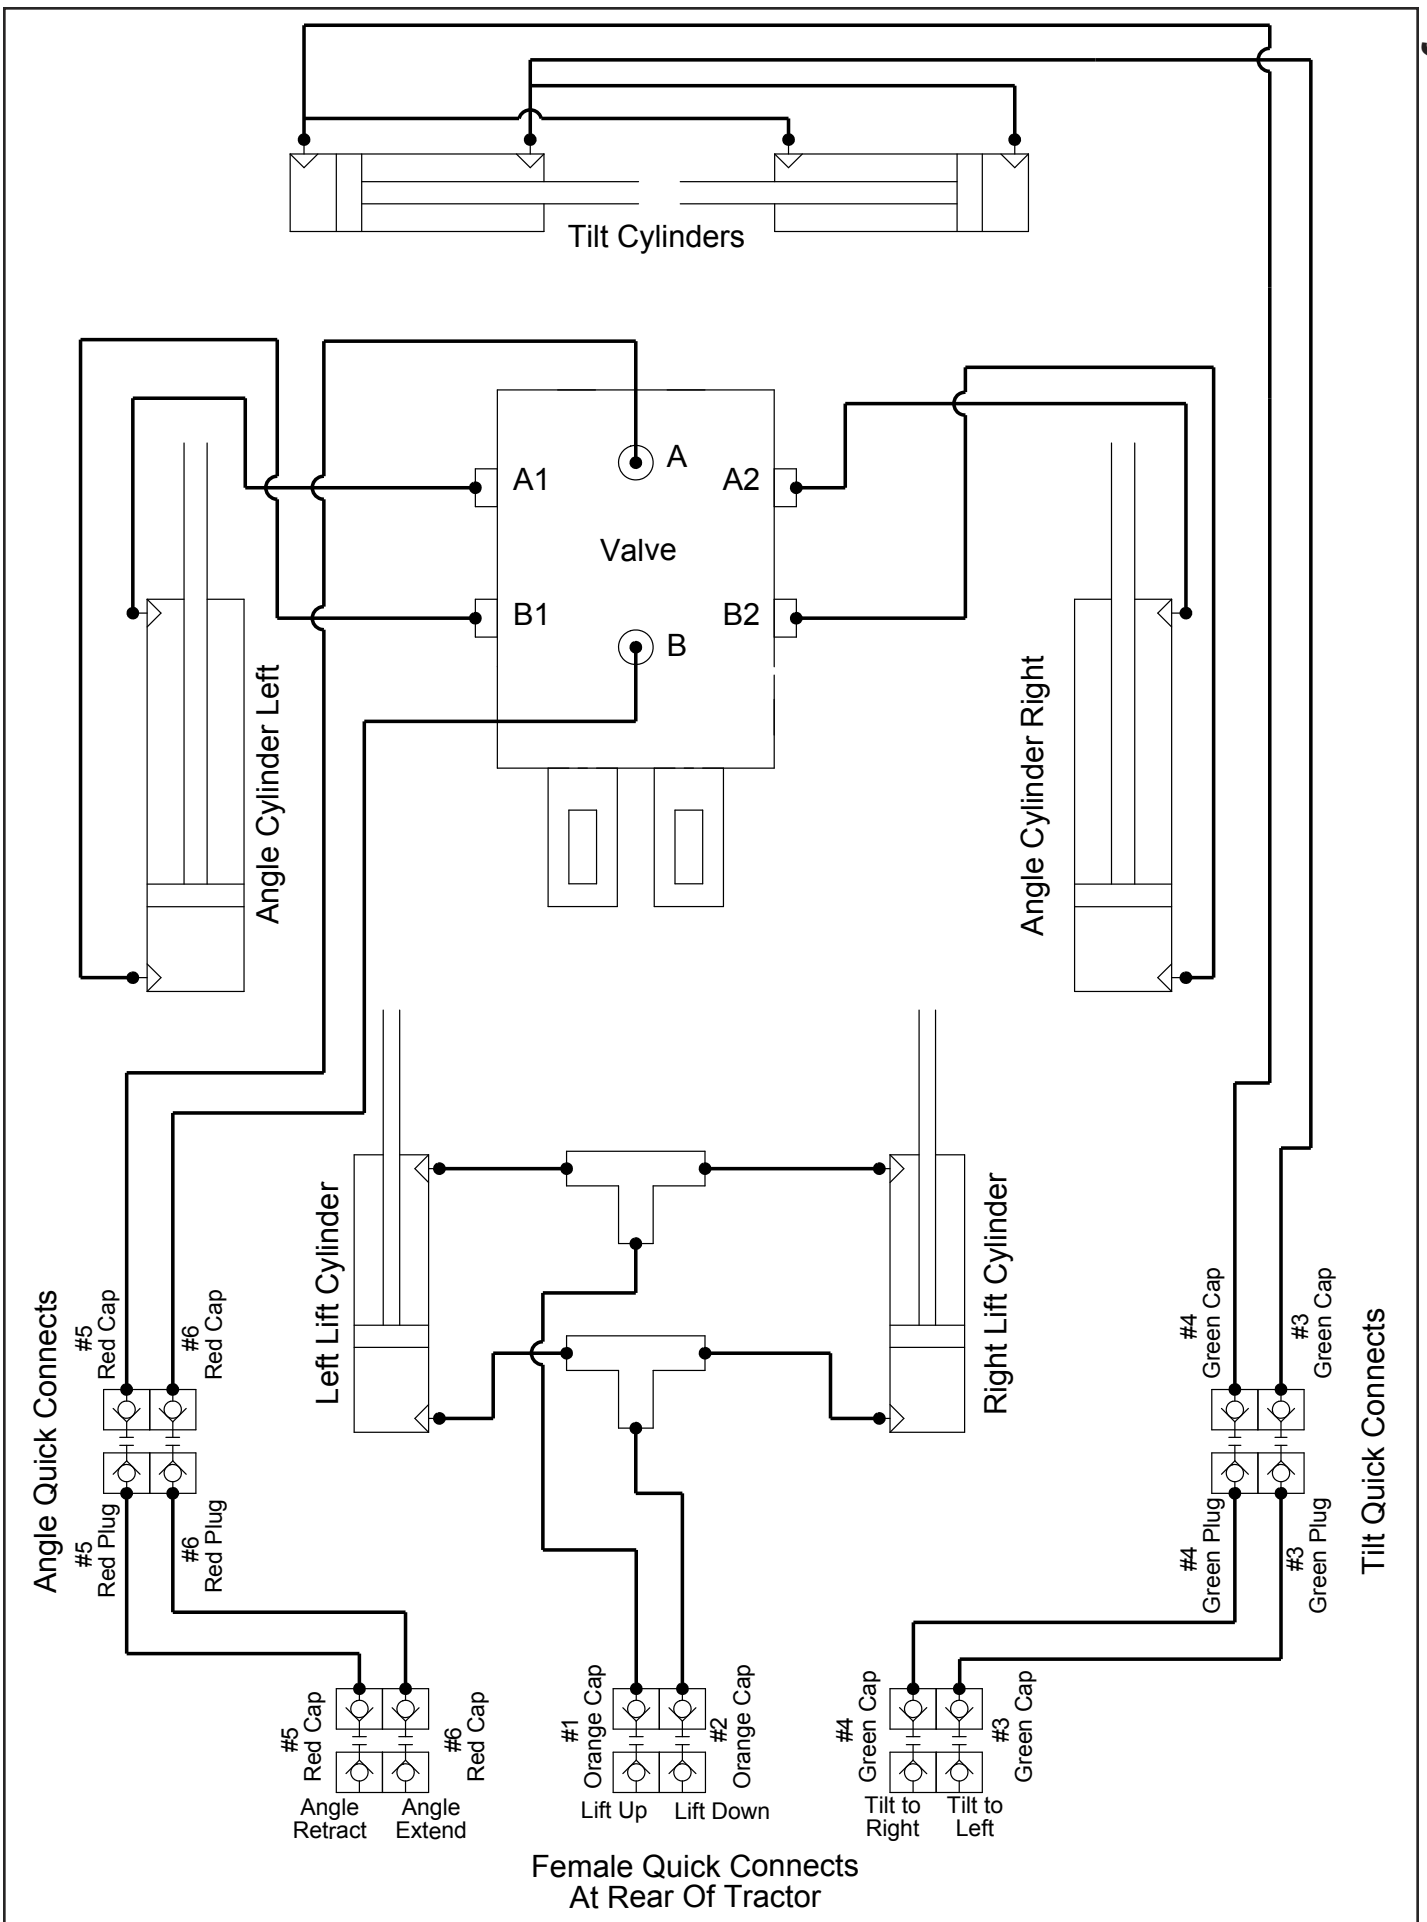 Tilt Cylinders
A
A1
A2
Valve
B1
B2
B
Angle Cylinder Left
Angle Cylinder Right
Left Lift Cylinder
Right Lift Cylinder
Angle Quick Connects
#5
Red Cap
#6
Red Cap
#4
Green Cap
#3
Green Cap
Tilt Quick Connects
#5
Red Plug
#6
Red Plug
#4
Green Plug
#3
Green Plug
#5
Red Cap
#6
Red Cap
#1
Orange Cap
#2
Orange Cap
#4
Green Cap
#3
Green Cap
Angle
Retract
Angle
Extend
Lift Up
Lift Down
Tilt to
Right
Tilt to
Left
Female Quick Connects
At Rear Of Tractor